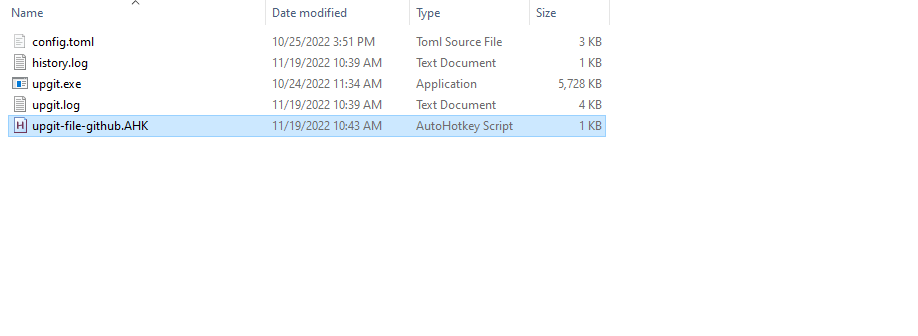 Name Date modified Type Size
config.toml 10/25/2022 3:51 PM Toml Source File 3 KB
history.log 11/19/2022 10:39 AM Text Document 1 KB
upgit.exe 10/24/2022 11:34 AM Application 5,728 KB
upgit.log 11/19/2022 10:39 AM Text Document 4 KB
upgit-file-github.AHK 11/19/2022 10:43 AM AutoHotkey Script 1 KB